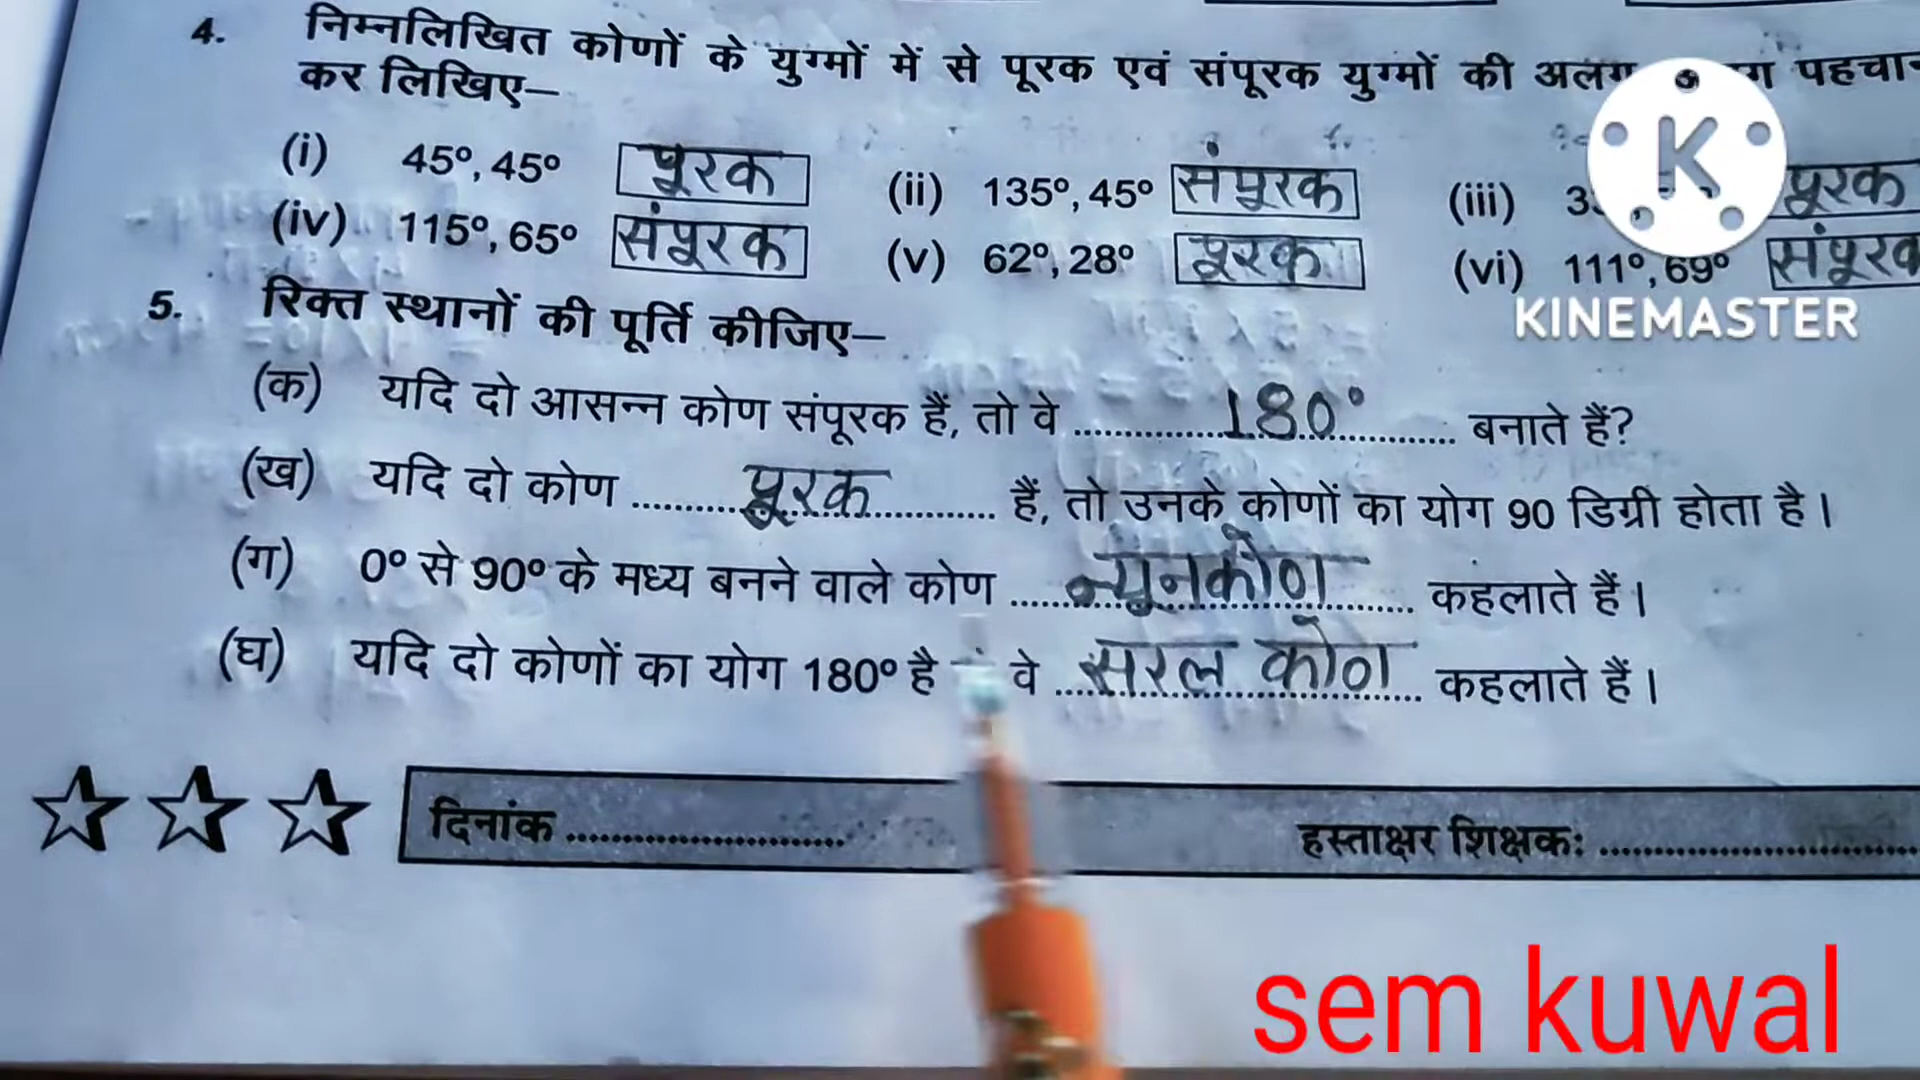 4. निम्नलिखित कोणों के युग्मों में से पूरक एवं संपूरक युग्मों की अलग पहचान
कर लिखिए–
(i) 45°, 45° पूरक (ii) 135°, 45° संपूरक (iii) पूरक
(iv) 115°, 65° संपूरक (v) 62°, 28° पूरक (vi) 111°, 69° संपूरक
K
KINEMASTER
5. रिक्त स्थानों की पूर्ति कीजिए–
(क) यदि दो आसन्न कोण संपूरक हैं, तो वे ........ 180° ........ बनाते हैं?
(ख) यदि दो कोण ........ पूरक ........ हैं, तो उनके कोणों का योग 90 डिग्री होता है।
(ग) 0° से 90° के मध्य बनने वाले कोण ........ न्यूनकोण ........ कहलाते हैं।
(घ) यदि दो कोणों का योग 180° है वे ........ सरल कोण ........ कहलाते हैं।
दिनांक ........ हस्ताक्षर शिक्षक: ........
sem kuwal